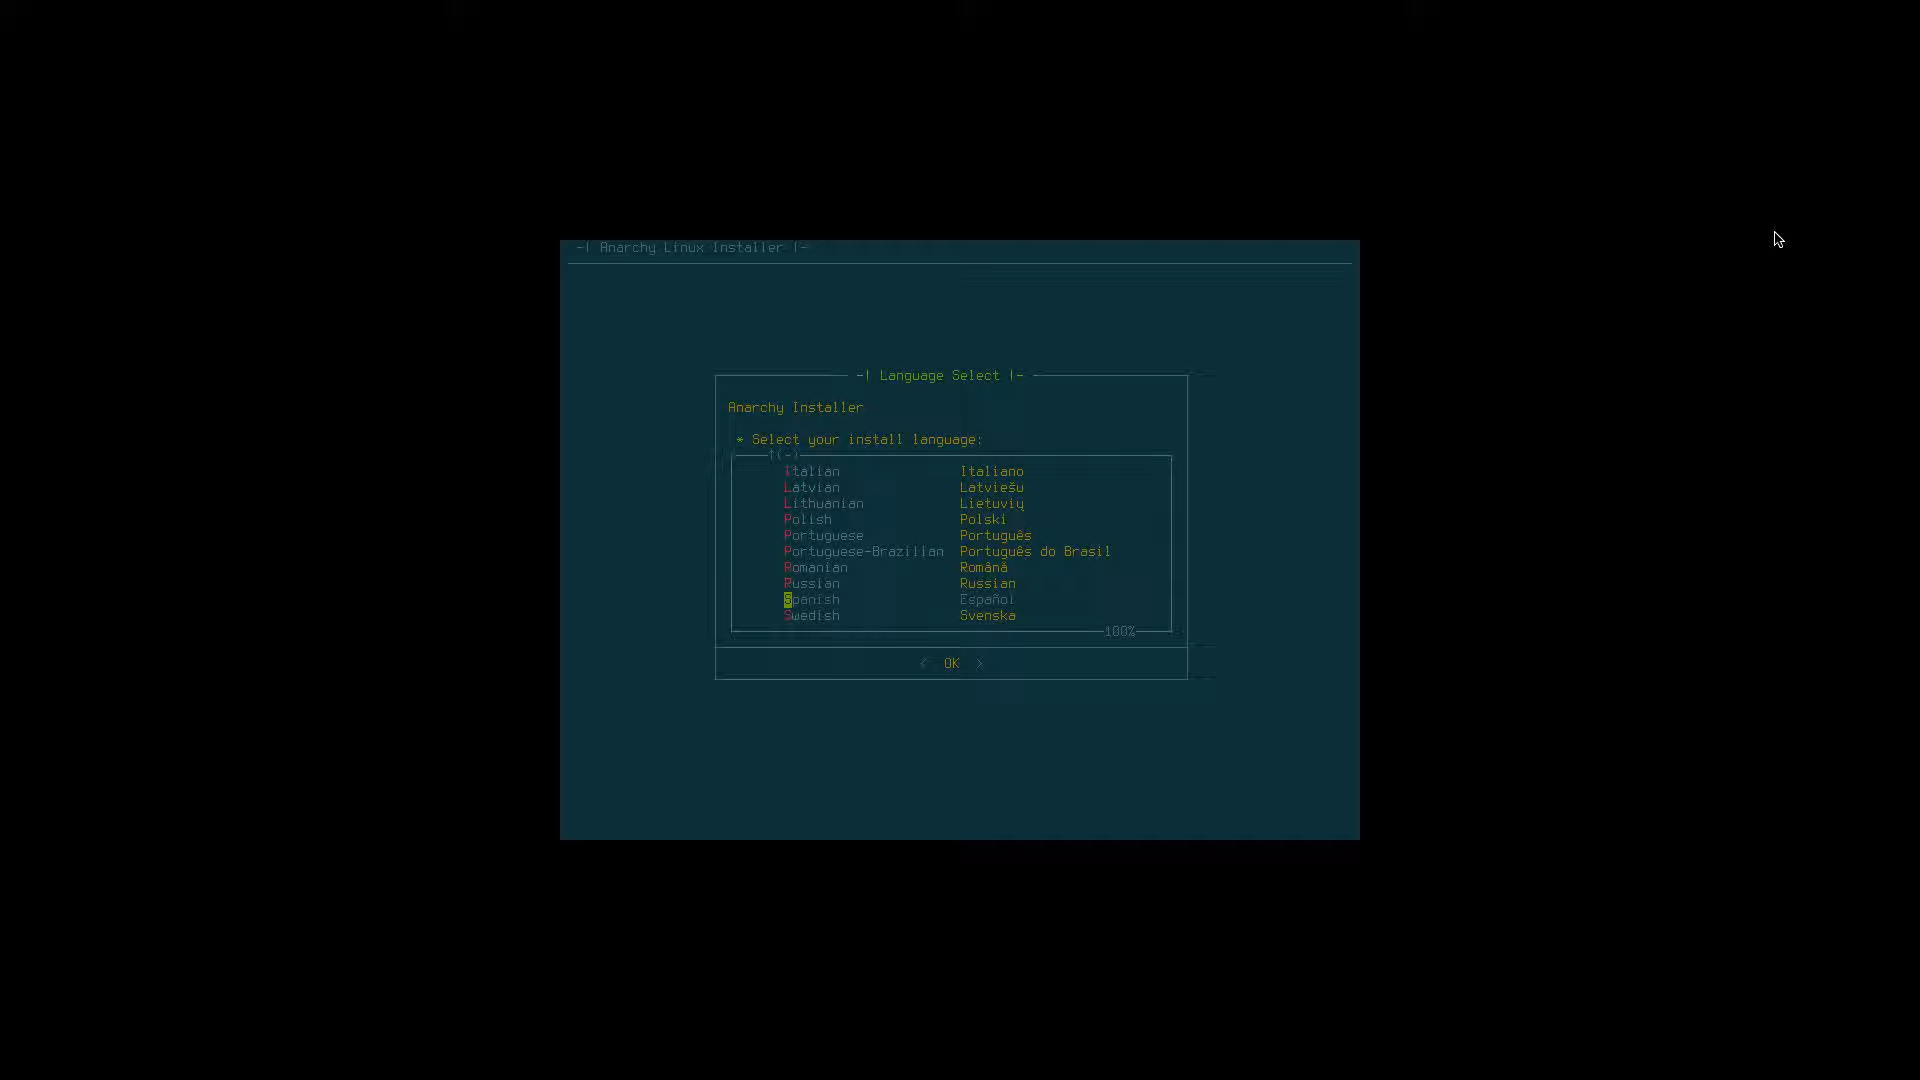 -| Anarchy Linux Installer |-
-| Language Select |-
Anarchy Installer
* Select your install language:
↑(-)
Italian Italiano
Latvian Latviešu
Lithuanian Lietuvių
Polish Polski
Portuguese Português
Portuguese-Brazilian Português do Brasil
Romanian Română
Russian Russian
Spanish Español
Swedish Svenska
100%
< OK >